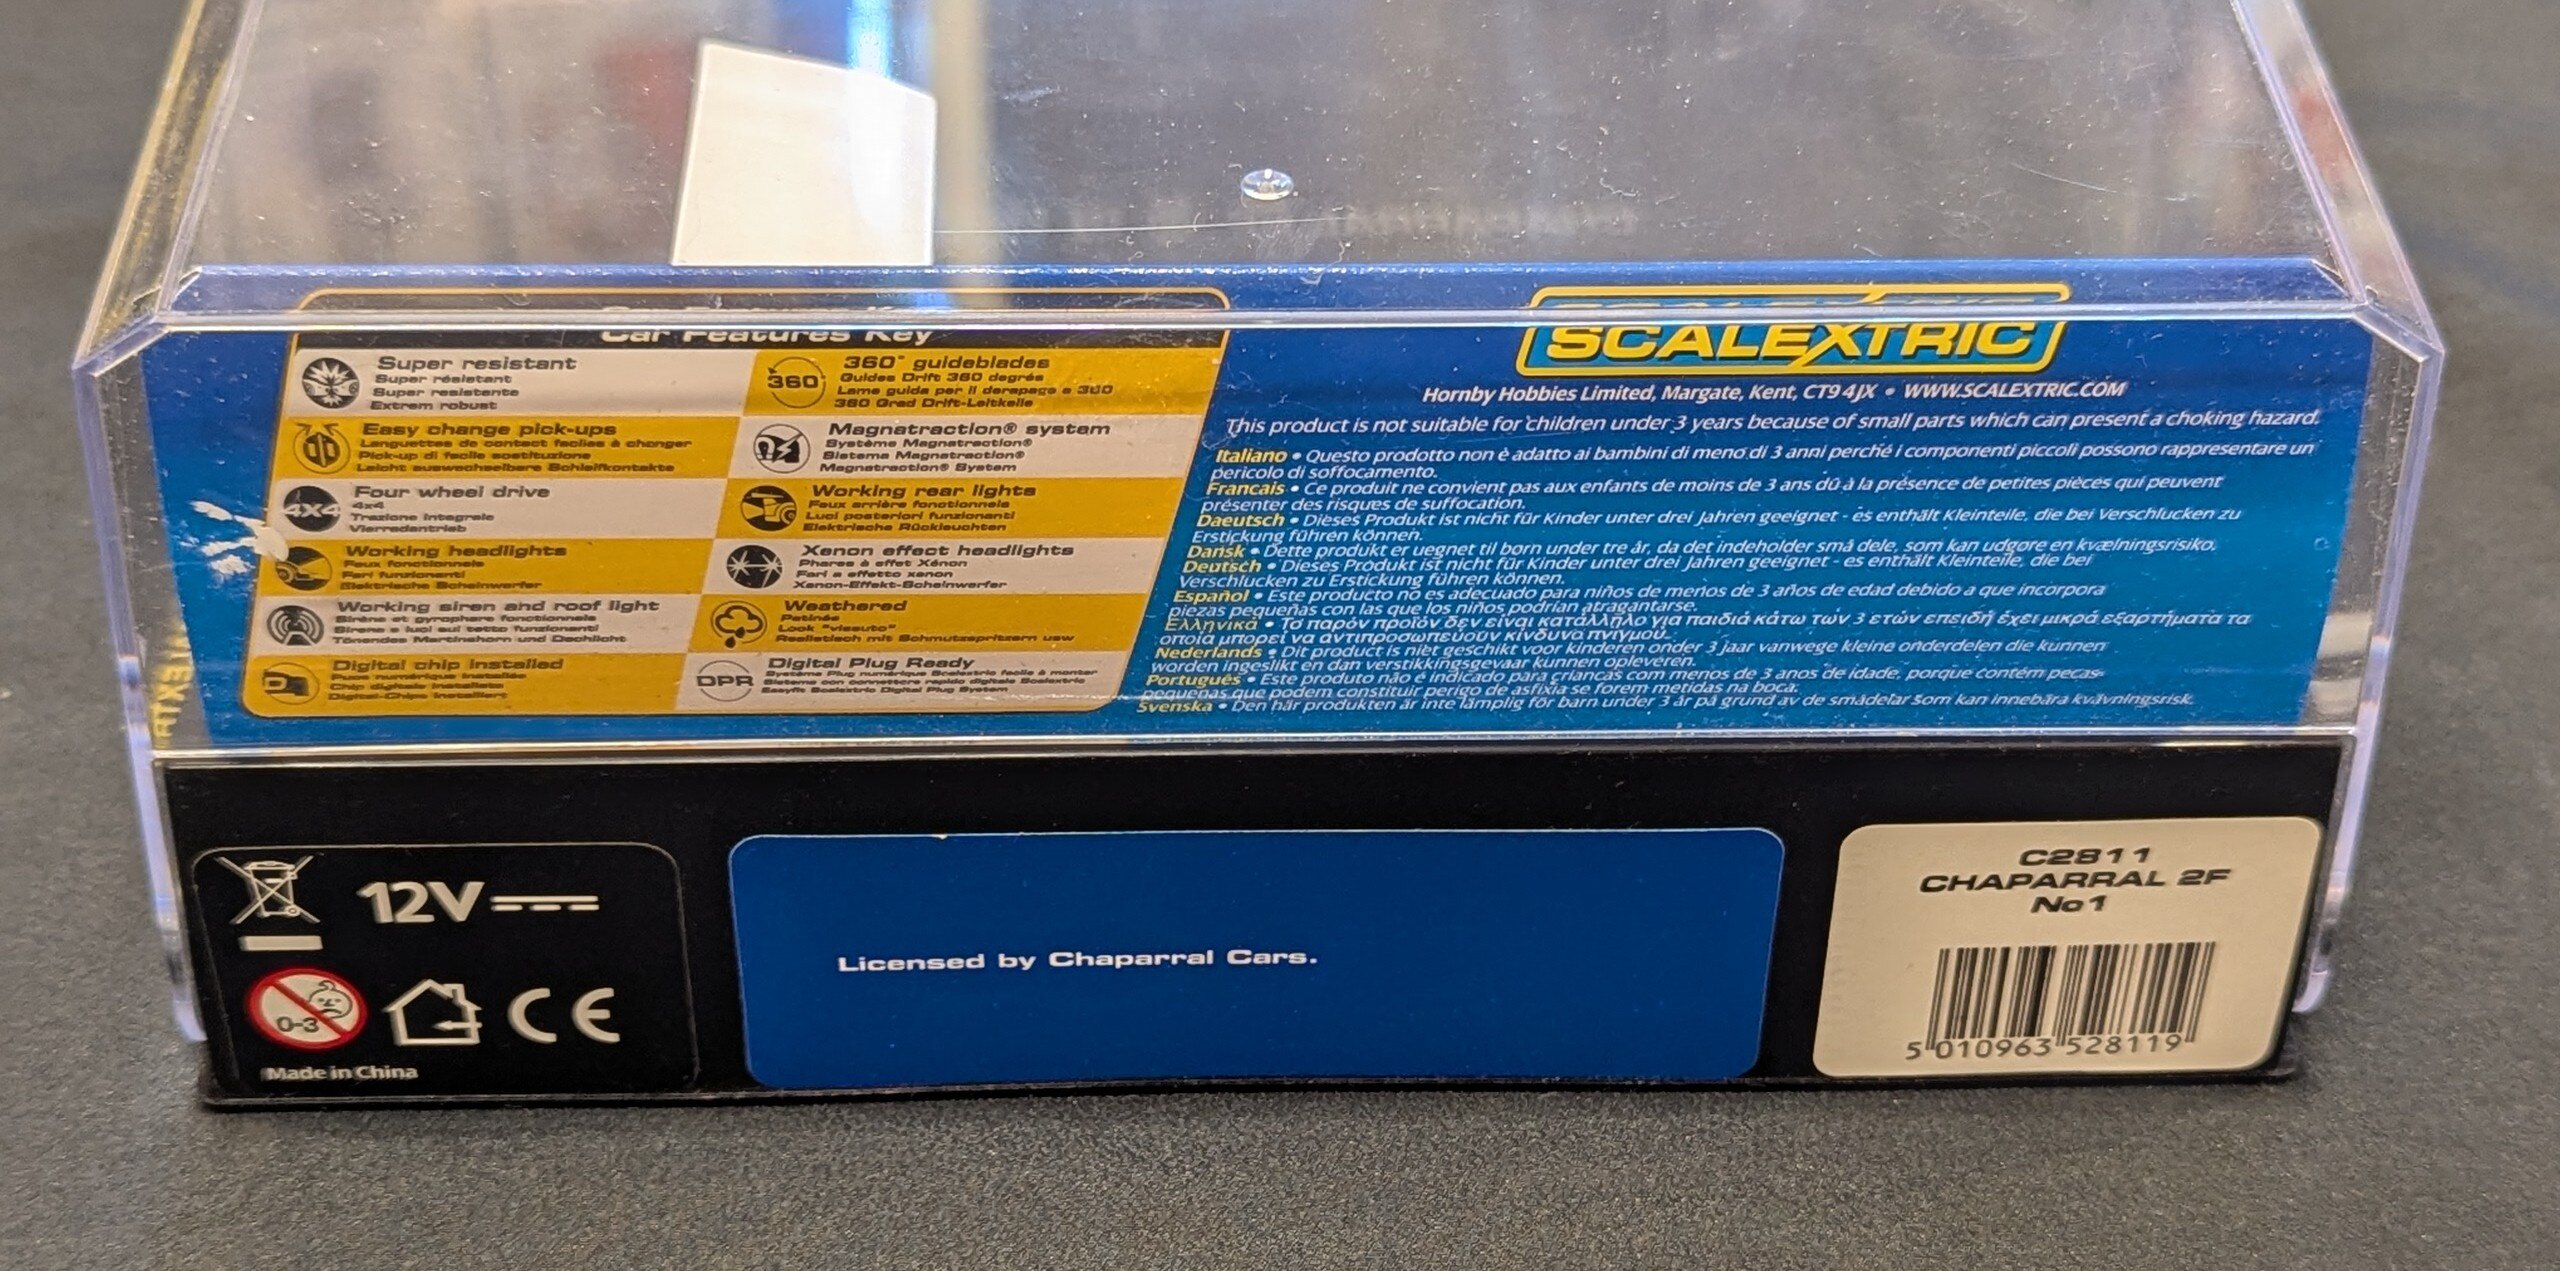 Car Features Key
Super resistant
Super résistant
Super resistente
Extrem robust
360° guideblades
Guides Drift 360 degrés
Lame guida per il derapage a 360
360 Grad Drift-Leitkeile
Easy change pick-ups
Languettes de contact faciles à changer
Pick-up di facile sostituzione
Leicht auswechselbare Schleifkontakte
Magnatraction® system
Système Magnatraction®
Sistema Magnatraction®
Magnatraction® System
4X4
Four wheel drive
4x4
Trazione integrale
Vierradantrieb
Working rear lights
Feux arrière fonctionnels
Luci posteriori funzionanti
Elektrische Rückleuchten
Working headlights
Feux fonctionnels
Fari funzionanti
Elektrische Scheinwerfer
Xenon effect headlights
Phares à effet Xénon
Fari a effetto xenon
Xenon-Effekt-Scheinwerfer
Working siren and roof light
Sirène et gyrophare fonctionnels
Sirena e luci sul tetto funzionanti
Tönendes Martinshorn und Dachlicht
Weathered
Patinée
Look "vissuto"
Realistisch mit Schmutzspritzern usw
D
Digital chip installed
Puce numérique installée
Chip digitale installato
Digital-Chips installiert
DPR
Digital Plug Ready
Système Plug numérique Scalextric facile à monter
Sistema con connettore rapido digitale Scalextric
Easyfit Scalextric Digital Plug System
SCALEXTRIC
Hornby Hobbies Limited, Margate, Kent, CT9 4JX • WWW.SCALEXTRIC.COM
This product is not suitable for children under 3 years because of small parts which can present a choking hazard.
Italiano • Questo prodotto non è adatto ai bambini di meno di 3 anni perché i componenti piccoli possono rappresentare un
pericolo di soffocamento.
Francais • Ce produit ne convient pas aux enfants de moins de 3 ans dû à la présence de petites pièces qui peuvent
présenter des risques de suffocation.
Daeutsch • Dieses Produkt ist nicht für Kinder unter drei Jahren geeignet - es enthält Kleinteile, die bei Verschlucken zu
Erstickung führen können.
Dansk • Dette produkt er uegnet til born under tre år, da det indeholder små dele, som kan udgore en kvælningsrisiko.
Deutsch • Dieses Produkt ist nicht für Kinder unter drei Jahren geeignet - es enthält Kleinteile, die bei
Verschlucken zu Erstickung führen können.
Español • Este producto no es adecuado para niños de menos de 3 años de edad debido a que incorpora
piezas pequeñas con las que los niños podrían atragantarse.
Ελληνικά • Το παρόν προϊόν δεν είναι κατάλληλο για παιδιά κάτω των 3 ετών επειδή έχει μικρά εξαρτήματα τα
οποία μπορεί να αντιπροσωπεύουν κίνδυνο πνιγμού.
Nederlands • Dit product is niet geschikt voor kinderen onder 3 jaar vanwege kleine onderdelen die kunnen
worden ingeslikt en dan verstikkingsgevaar kunnen opleveren.
Português • Este produto não é indicado para criancas com menos de 3 anos de idade, porque contém pecas
pequenas que podem constituir perigo de asfixia se forem metidas na boca.
Svenska • Den här produkten är inte lämplig för barn under 3 år på grund av de smådelar som kan innebära kvävningsrisk.
12V
0-3
CE
Made in China
Licensed by Chaparral Cars.
C2811
CHAPARRAL 2F
No1
5 010963 528119